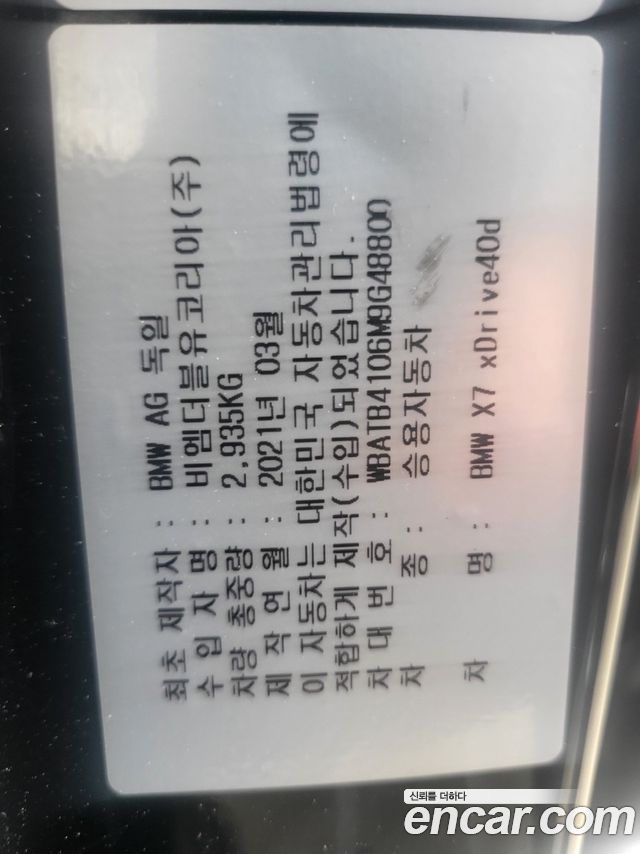 최초 제작자 : BMW AG 독일
수 입 자 명 : 비엠더블유코리아(주)
차량 총중량 : 2,935KG
제 작 연 월 : 2021년 03월
이 자동차는 대한민국 자동차관리법령에
적합하게 제작(수입)되었습니다.
차 대 번 호 : WBATB4106M9G48800
차 종 : 승용자동차
차 명 : BMW X7 xDrive40d
신뢰를 더하다
encar.com